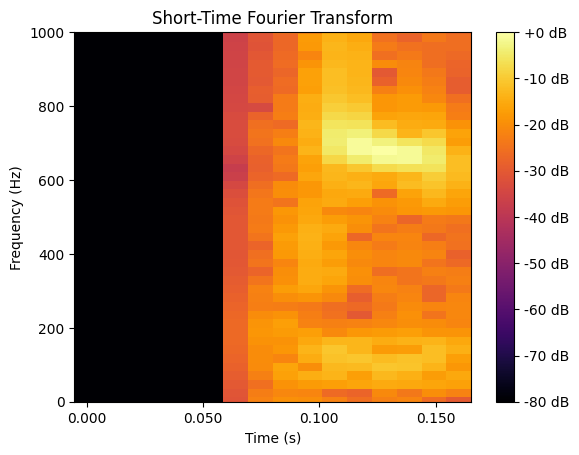 Short-Time Fourier Transform
1000
800
600
400
200
0
Frequency (Hz)
0.000
0.050
0.100
0.150
Time (s)
+0 dB
-10 dB
-20 dB
-30 dB
-40 dB
-50 dB
-60 dB
-70 dB
-80 dB